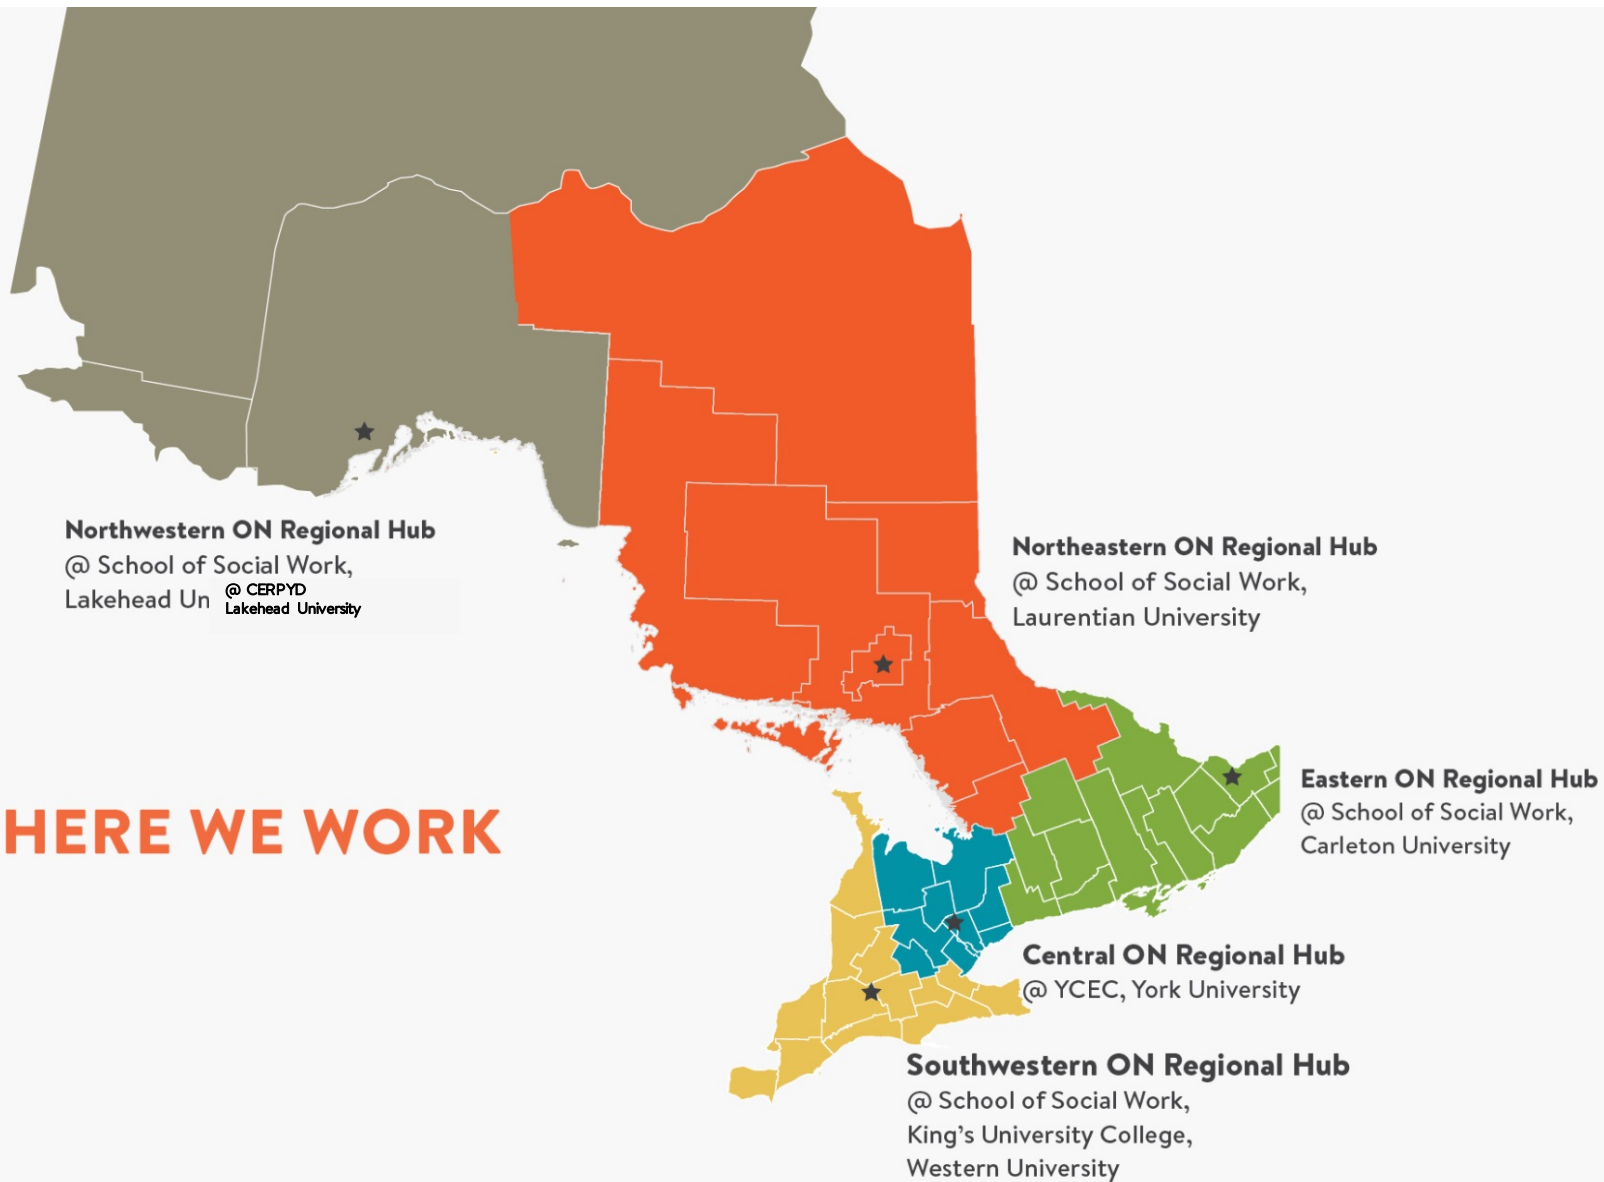 Northwestern ON Regional Hub
@ School of Social Work,
Lakehead Un
@ CERPYD
Lakehead University
Northeastern ON Regional Hub
@ School of Social Work,
Laurentian University
HERE WE WORK
Eastern ON Regional Hub
@ School of Social Work,
Carleton University
Central ON Regional Hub
@ YCEC, York University
Southwestern ON Regional Hub
@ School of Social Work,
King's University College,
Western University